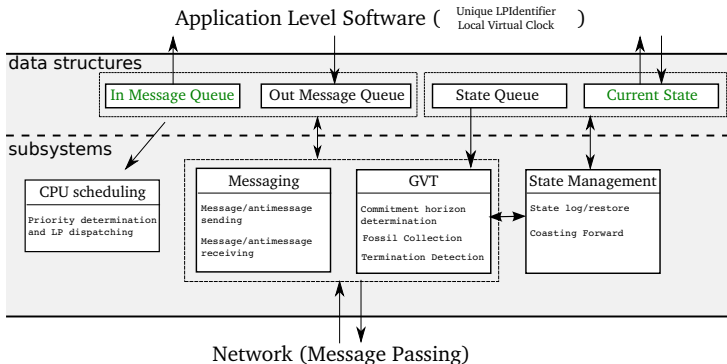 Application Level Software ( Unique LPIdentifier
Local Virtual Clock )
data structures
In Message Queue
Out Message Queue
State Queue
Current State
subsystems
CPU scheduling
Priority determination
and LP dispatching
Messaging
Message/antimessage
sending
Message/antimessage
receiving
GVT
Commitment horizon
determination
Fossil Collection
Termination Detection
State Management
State log/restore
Coasting Forward
Network (Message Passing)